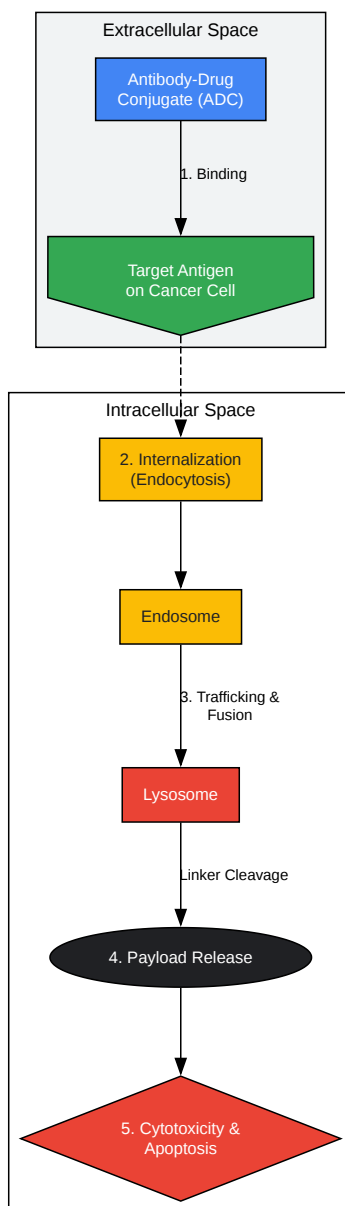 Extracellular Space
Antibody-Drug
Conjugate (ADC)
1. Binding
Target Antigen
on Cancer Cell
Intracellular Space
2. Internalization
(Endocytosis)
Endosome
3. Trafficking &
Fusion
Lysosome
Linker Cleavage
4. Payload Release
5. Cytotoxicity &
Apoptosis